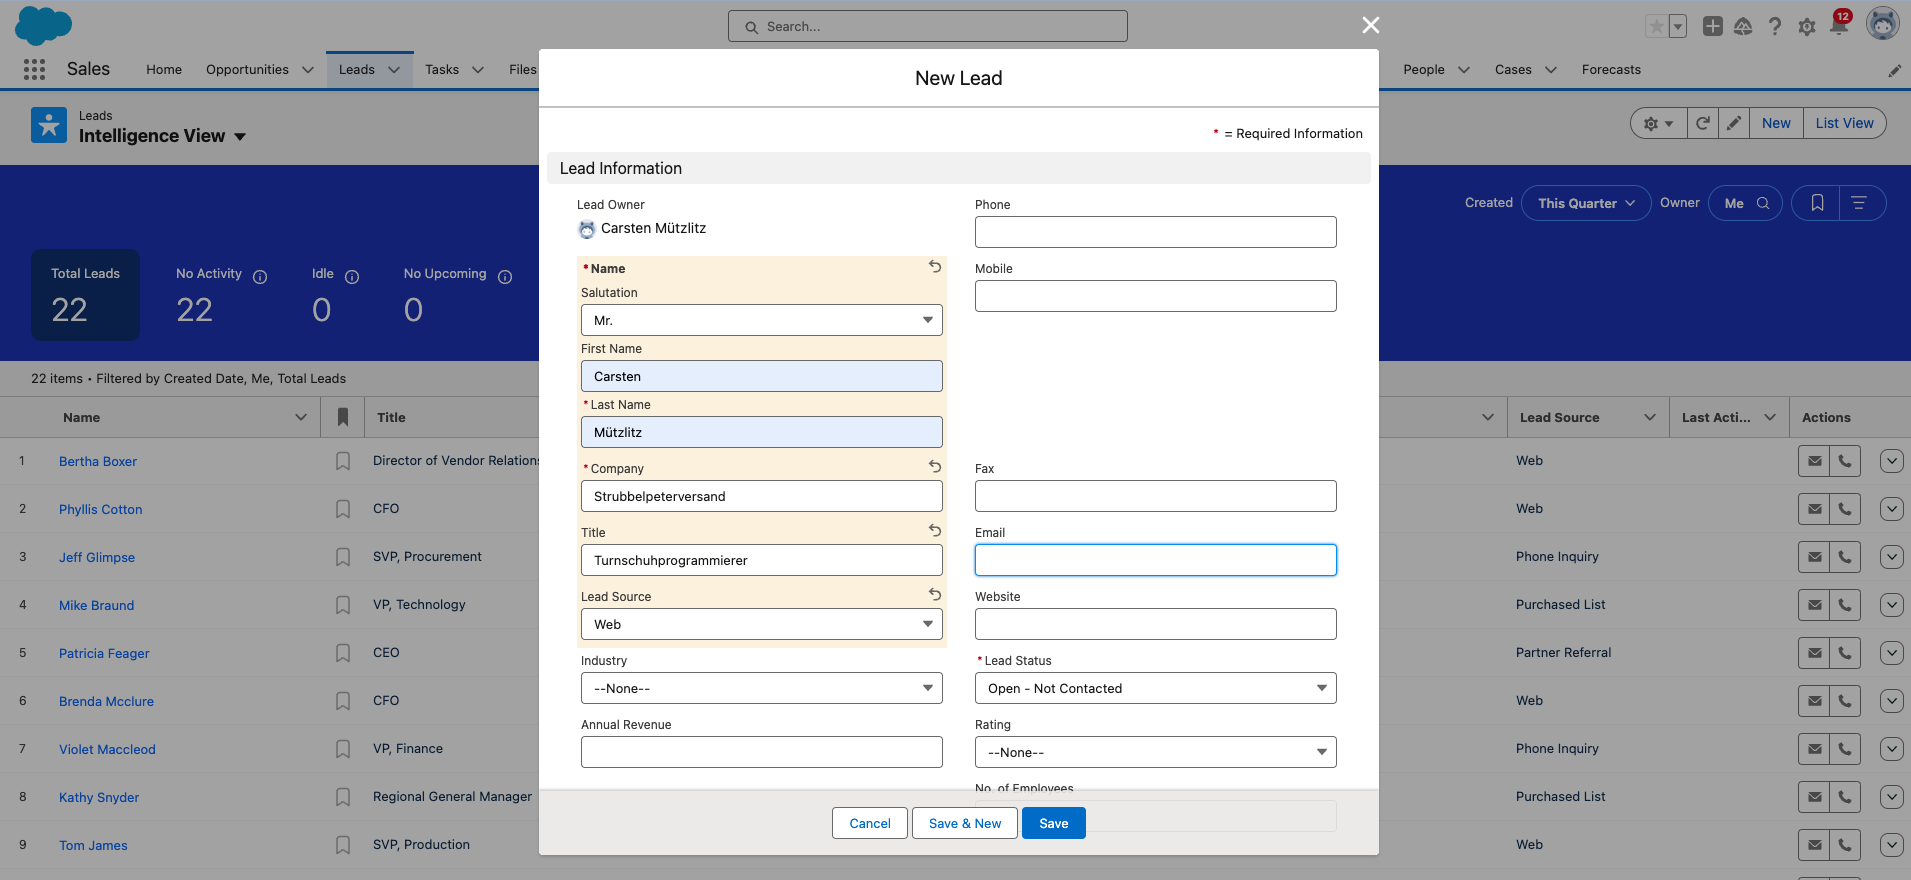 Search...
12
Sales
Home
Opportunities
Leads
Tasks
Files
People
Cases
Forecasts
Leads
Intelligence View
New
List View
Created
This Quarter
Owner
Me
Total Leads
22
No Activity
22
Idle
0
No Upcoming
0
22 items • Filtered by Created Date, Me, Total Leads
Name
Title
Lead Source
Last Acti...
Actions
1 Bertha Boxer Director of Vendor Relations Web
2 Phyllis Cotton CFO Web
3 Jeff Glimpse SVP, Procurement Phone Inquiry
4 Mike Braund VP, Technology Purchased List
5 Patricia Feager CEO Partner Referral
6 Brenda Mcclure CFO Web
7 Violet Maccleod VP, Finance Phone Inquiry
8 Kathy Snyder Regional General Manager Purchased List
9 Tom James SVP, Production Web
New Lead
* = Required Information
Lead Information
Lead Owner
Carsten Mützlitz
Phone
*Name
Mobile
Salutation
Mr.
First Name
Carsten
*Last Name
Mützlitz
*Company
Strubbelpeterversand
Fax
Title
Turnschuhprogrammierer
Email
Lead Source
Web
Website
Industry
--None--
*Lead Status
Open - Not Contacted
Annual Revenue
Rating
--None--
No. of Employees
Cancel
Save & New
Save